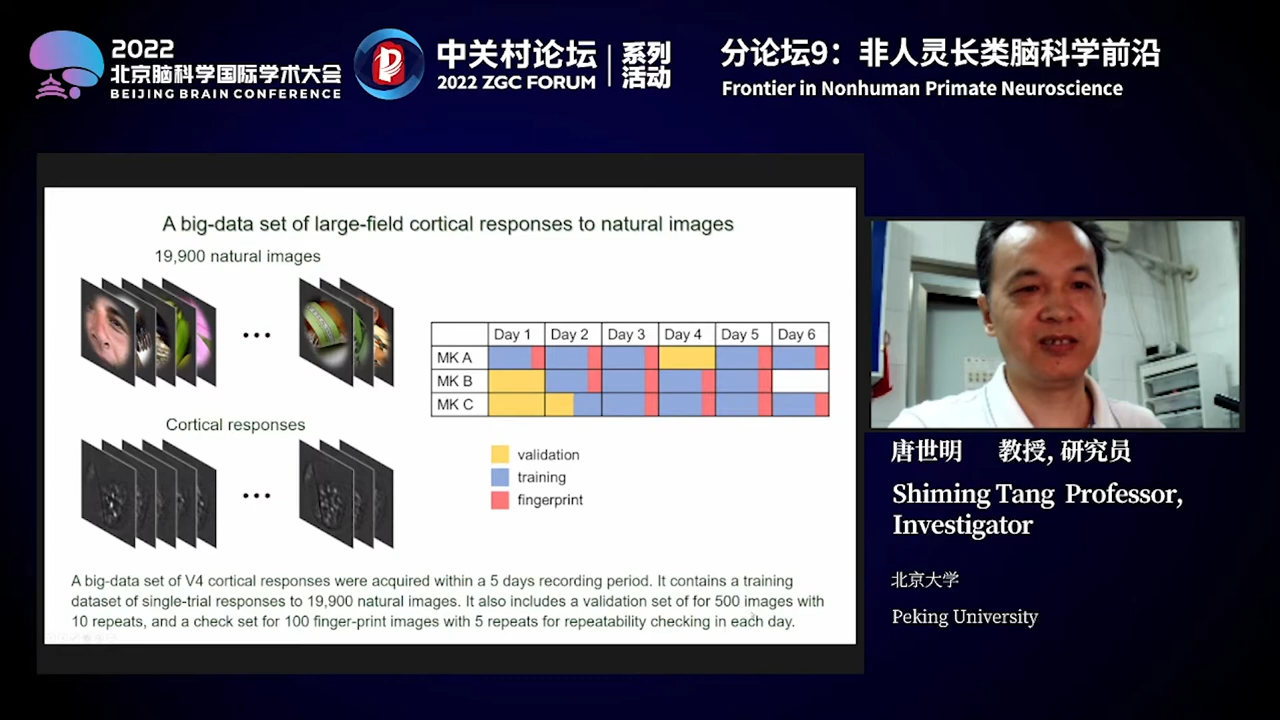 2022
北京脑科学国际学术大会
BEIJING BRAIN CONFERENCE
中关村论坛
2022 ZGC FORUM
系列
活动
分论坛9：非人灵长类脑科学前沿
Frontier in Nonhuman Primate Neuroscience
A big-data set of large-field cortical responses to natural images
19,900 natural images
...
Cortical responses
...
Day 1 Day 2 Day 3 Day 4 Day 5 Day 6
MK A
MK B
MK C
validation
training
fingerprint
A big-data set of V4 cortical responses were acquired within a 5 days recording period. It contains a training
dataset of single-trial responses to 19,900 natural images. It also includes a validation set of for 500 images with
10 repeats, and a check set for 100 finger-print images with 5 repeats for repeatability checking in each day.
唐世明 教授, 研究员
Shiming Tang Professor,
Investigator
北京大学
Peking University